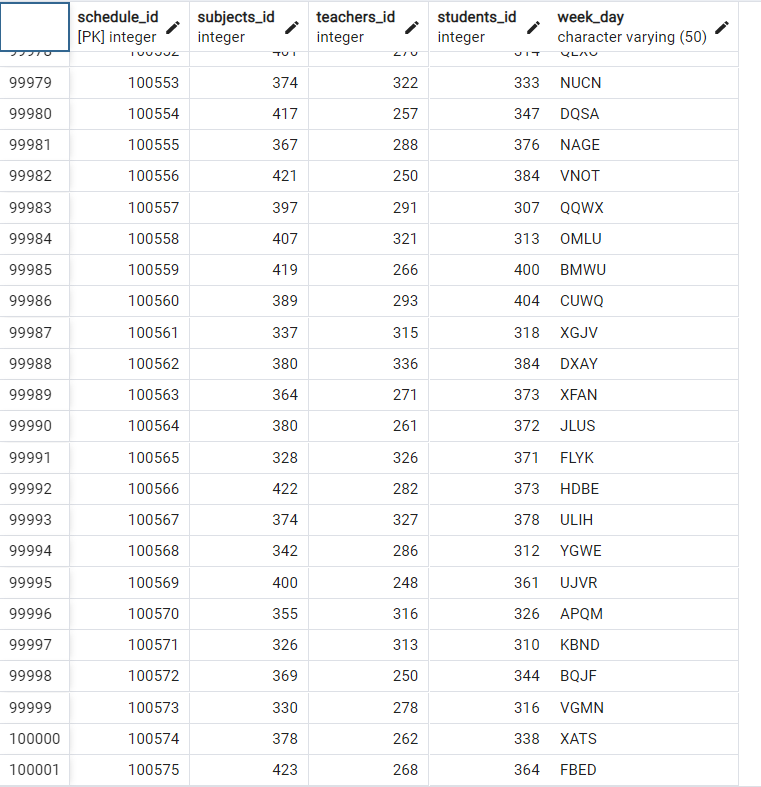 schedule_id subjects_id teachers_id students_id week_day
[PK] integer integer integer integer character varying (50)
99979 100553 374 322 333 NUCN
99980 100554 417 257 347 DQSA
99981 100555 367 288 376 NAGE
99982 100556 421 250 384 VNOT
99983 100557 397 291 307 QQWX
99984 100558 407 321 313 OMLU
99985 100559 419 266 400 BMWU
99986 100560 389 293 404 CUWQ
99987 100561 337 315 318 XGJV
99988 100562 380 336 384 DXAY
99989 100563 364 271 373 XFAN
99990 100564 380 261 372 JLUS
99991 100565 328 326 371 FLYK
99992 100566 422 282 373 HDBE
99993 100567 374 327 378 ULIH
99994 100568 342 286 312 YGWE
99995 100569 400 248 361 UJVR
99996 100570 355 316 326 APQM
99997 100571 326 313 310 KBND
99998 100572 369 250 344 BQJF
99999 100573 330 278 316 VGMN
100000 100574 378 262 338 XATS
100001 100575 423 268 364 FBED